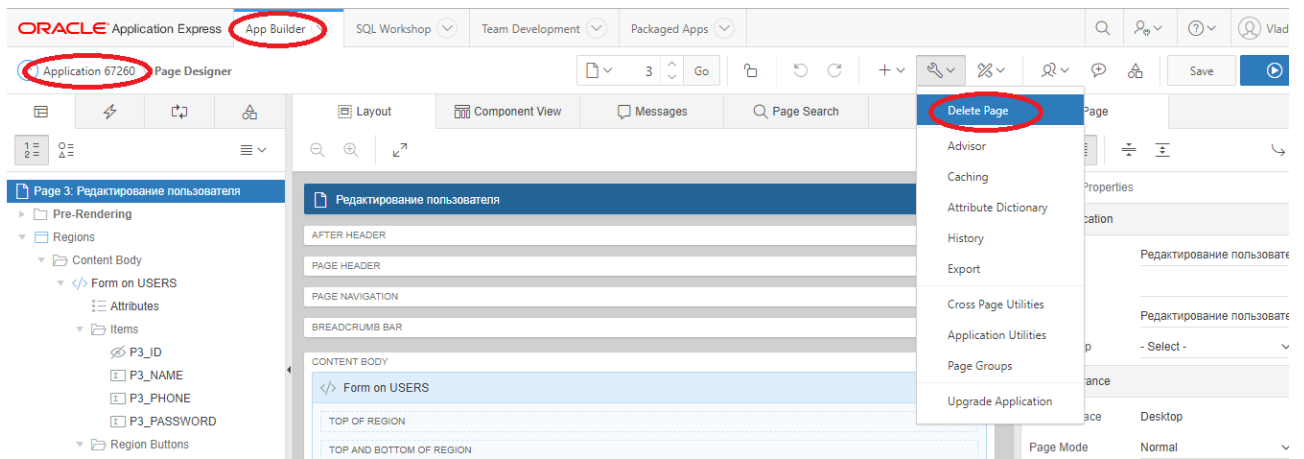 ORACLE Application Express App Builder SQL Workshop Team Development Packaged Apps Vlad
Application 67260 Page Designer 3 Go Save
Layout Component View Messages Page Search Delete Page Page
Advisor
Caching
Page 3: Редактирование пользователя Редактирование пользователя Attribute Dictionary Properties
Pre-Rendering
Regions AFTER HEADER History cation
Content Body PAGE HEADER Export Редактирование пользовате
Form on USERS
Attributes PAGE NAVIGATION Cross Page Utilities
Items BREADCRUMB BAR Application Utilities Редактирование пользовате
P3_ID Page Groups p - Select -
P3_NAME CONTENT BODY
P3_PHONE Form on USERS Upgrade Application ance
P3_PASSWORD TOP OF REGION ace Desktop
Region Buttons TOP AND BOTTOM OF REGION Page Mode Normal